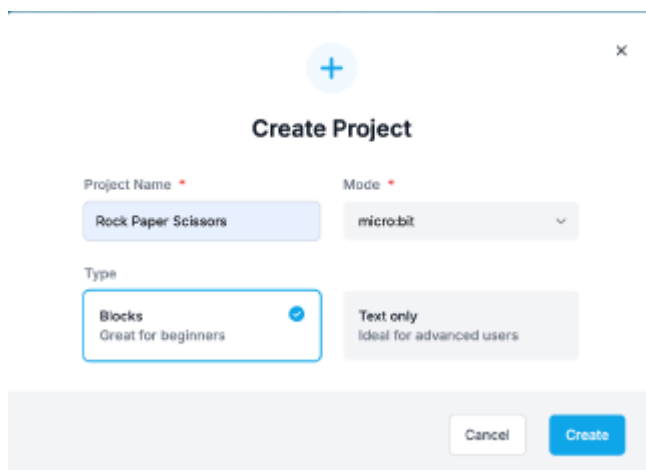 Create Project
Project Name * Mode *
Rock Paper Scissors micro:bit
Type
Blocks Text only
Great for beginners Ideal for advanced users
Cancel Create